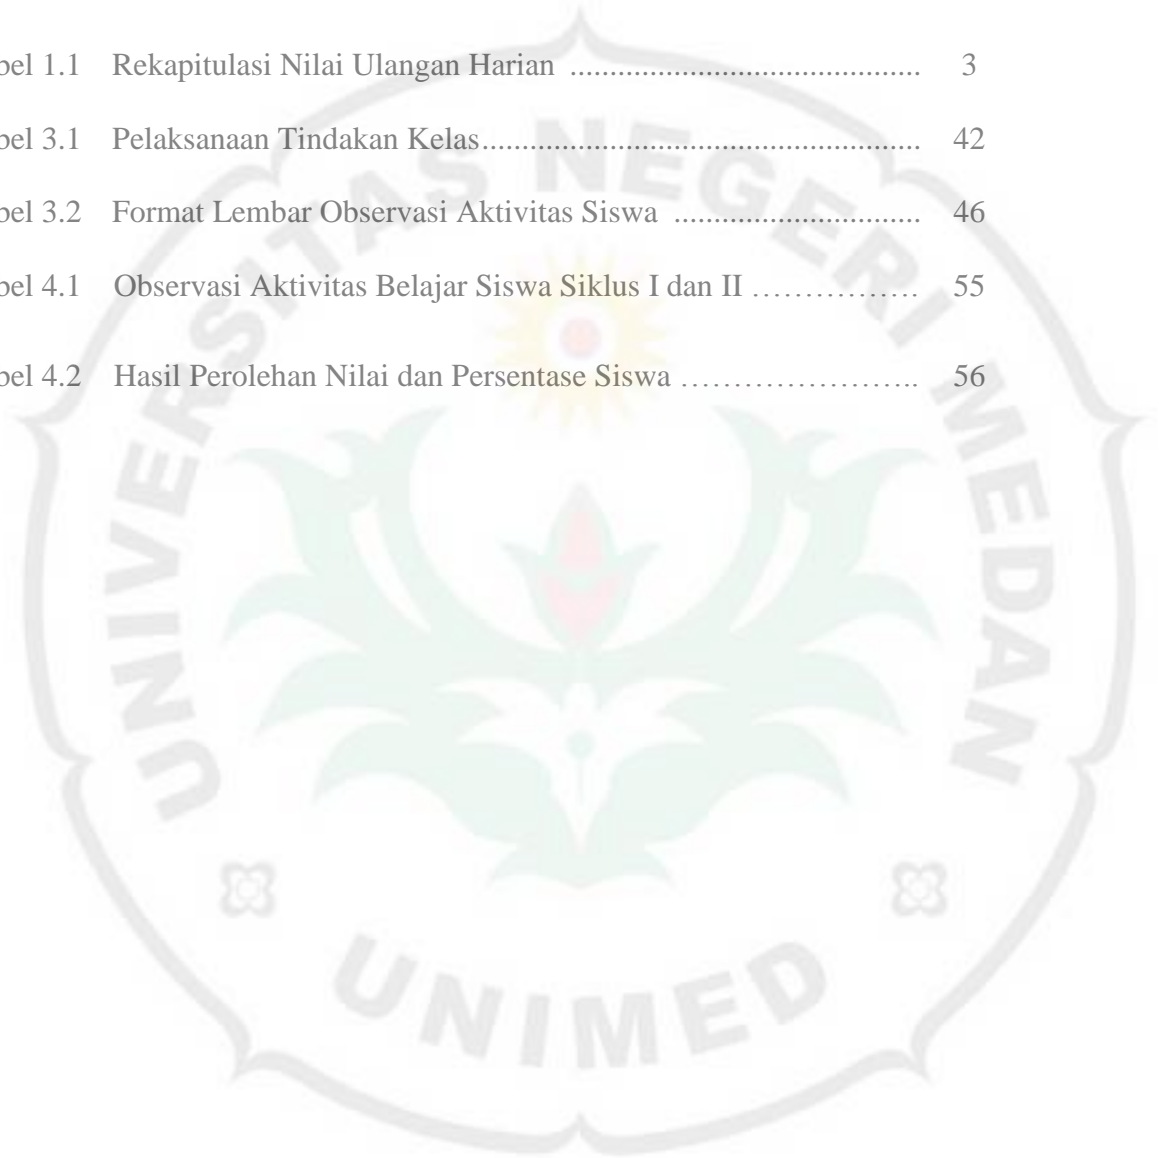 bel 1.1 Rekapitulasi Nilai Ulangan Harian ............................................ 3
bel 3.1 Pelaksanaan Tindakan Kelas....................................................... 42
bel 3.2 Format Lembar Observasi Aktivitas Siswa ............................... 46
bel 4.1 Observasi Aktivitas Belajar Siswa Siklus I dan II ……………. 55
bel 4.2 Hasil Perolehan Nilai dan Persentase Siswa ………………….. 56
UNIVERSITAS NEGERI MEDAN
UNIMED